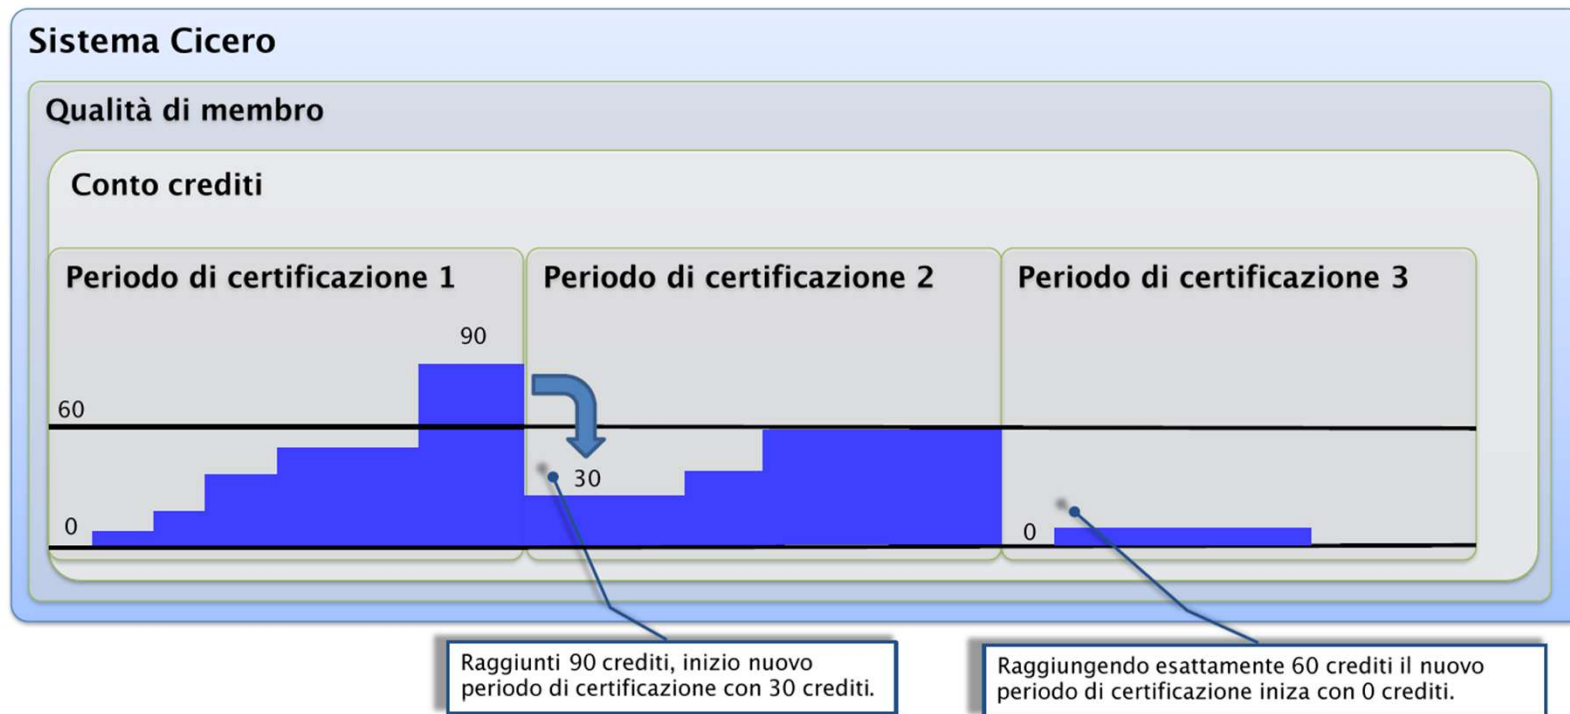 Sistema Cicero
Qualità di membro
Conto crediti
Periodo di certificazione 1
Periodo di certificazione 2
Periodo di certificazione 3
90
60
30
0
0
Raggiunti 90 crediti, inizio nuovo
periodo di certificazione con 30 crediti.
Raggiungendo esattamente 60 crediti il nuovo
periodo di certificazione iniza con 0 crediti.